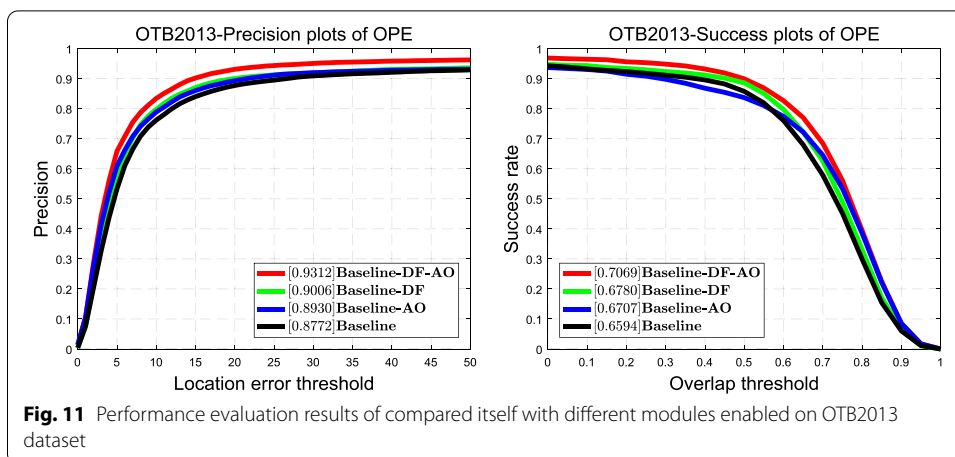 OTB2013-Precision plots of OPE
1
0.9
0.8
0.7
0.6
0.5
0.4
0.3
0.2
0.1
0
Precision
[0.9312]Baseline-DF-AO
[0.9006]Baseline-DF
[0.8930]Baseline-AO
[0.8772]Baseline
0 5 10 15 20 25 30 35 40 45 50
Location error threshold
OTB2013-Success plots of OPE
1
0.9
0.8
0.7
0.6
0.5
0.4
0.3
0.2
0.1
0
Success rate
[0.7069]Baseline-DF-AO
[0.6780]Baseline-DF
[0.6707]Baseline-AO
[0.6594]Baseline
0 0.1 0.2 0.3 0.4 0.5 0.6 0.7 0.8 0.9 1
Overlap threshold
Fig. 11 Performance evaluation results of compared itself with different modules enabled on OTB2013
dataset